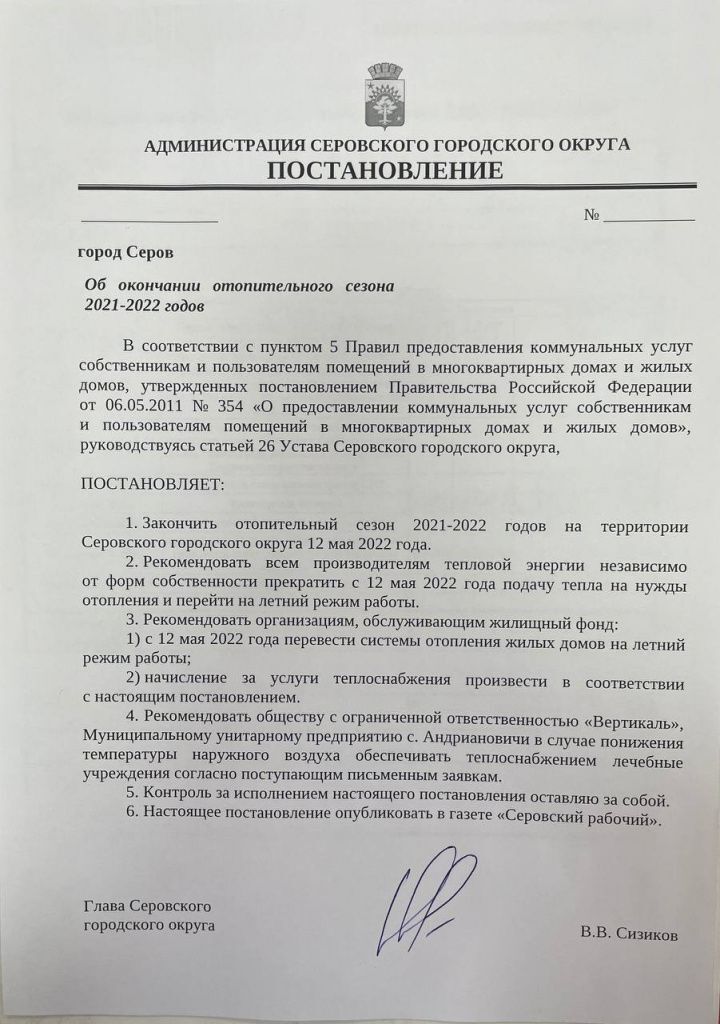 АДМИНИСТРАЦИЯ СЕРОВСКОГО ГОРОДСКОГО ОКРУГА
ПОСТАНОВЛЕНИЕ
№
город Серов
Об окончании отопительного сезона
2021-2022 годов
В соответствии с пунктом 5 Правил предоставления коммунальных услуг
собственникам и пользователям помещений в многоквартирных домах и жилых
домов, утвержденных постановлением Правительства Российской Федерации
от 06.05.2011 № 354 «О предоставлении коммунальных услуг собственникам
и пользователям помещений в многоквартирных домах и жилых домов»,
руководствуясь статьей 26 Устава Серовского городского округа,
ПОСТАНОВЛЯЕТ:
1. Закончить отопительный сезон 2021-2022 годов на территории
Серовского городского округа 12 мая 2022 года.
2. Рекомендовать всем производителям тепловой энергии независимо
от форм собственности прекратить с 12 мая 2022 года подачу тепла на нужды
отопления и перейти на летний режим работы.
3. Рекомендовать организациям, обслуживающим жилищный фонд:
1) с 12 мая 2022 года перевести системы отопления жилых домов на летний
режим работы;
2) начисление за услуги теплоснабжения произвести в соответствии
с настоящим постановлением.
4. Рекомендовать обществу с ограниченной ответственностью «Вертикаль»,
Муниципальному унитарному предприятию с. Андриановичи в случае понижения
температуры наружного воздуха обеспечивать теплоснабжением лечебные
учреждения согласно поступающим письменным заявкам.
5. Контроль за исполнением настоящего постановления оставляю за собой.
6. Настоящее постановление опубликовать в газете «Серовский рабочий».
Глава Серовского
городского округа
В.В. Сизиков